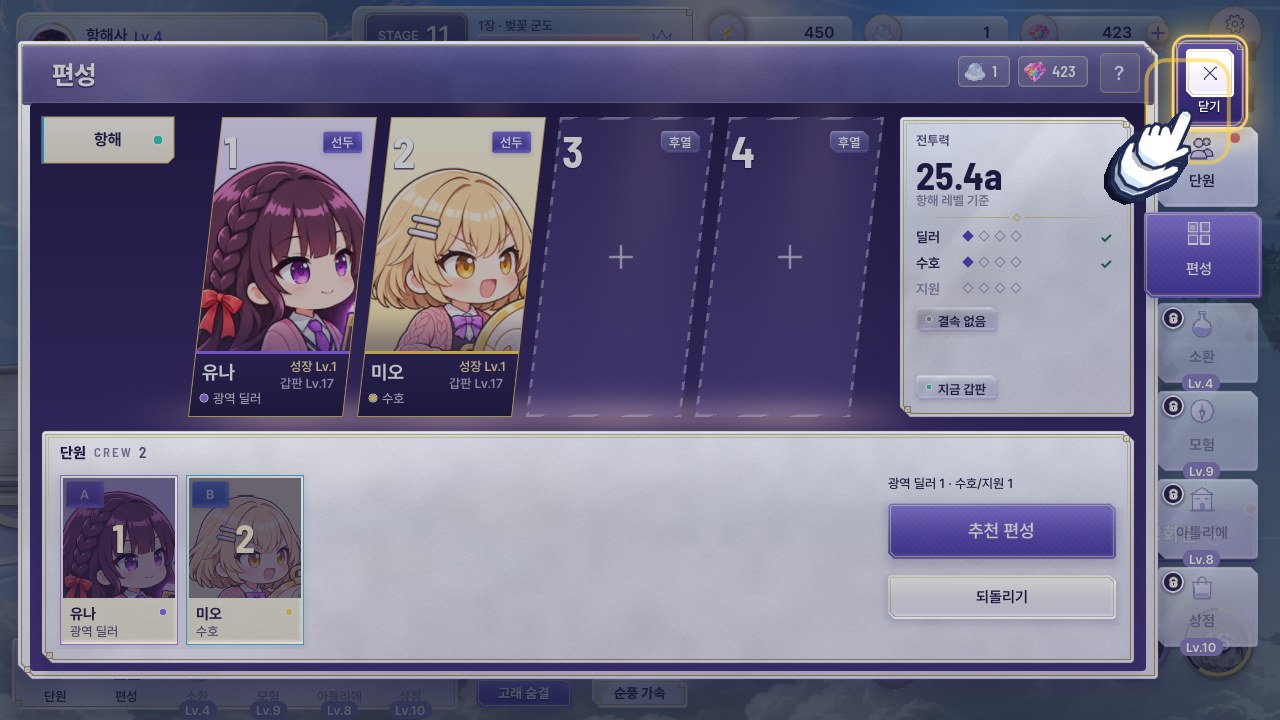 항해사 Lv.4
STAGE 11
1장 · 벚꽃 군도
450
1
423
편성
1
423
?
닫기
항해
1
선두
유나
성장 Lv.1
갑판 Lv.17
광역 딜러
2
선두
미오
성장 Lv.1
갑판 Lv.17
수호
3
후열
4
후열
전투력
25.4a
항해 레벨 기준
딜러
수호
지원
결속 없음
지금 갑판
단원
편성
소환
Lv.4
모험
Lv.9
아틀리에
Lv.8
상점
Lv.10
단원 CREW 2
A
1
유나
광역 딜러
B
2
미오
수호
광역 딜러 1 · 수호/지원 1
추천 편성
되돌리기
단원
편성
소환
Lv.4
모험
Lv.9
아틀리에
Lv.8
상점
Lv.10
고래 숨결
순풍 가속